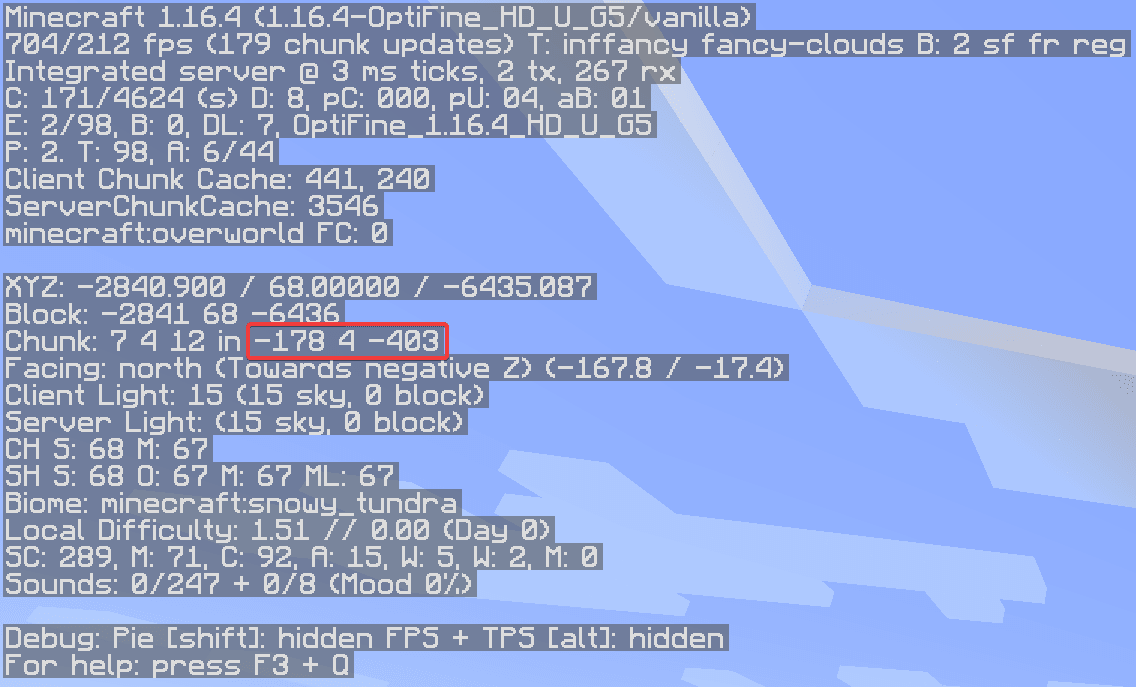 Minecraft 1.16.4 (1.16.4-OptiFine_HD_U_G5/vanilla)
704/212 fps (179 chunk updates) T: inffancy fancy-clouds B: 2 sf fr reg
Integrated server @ 3 ms ticks, 2 tx, 267 rx
C: 171/4624 (s) D: 8, pC: 000, pU: 04, aB: 01
E: 2/98, B: 0, DL: 7, OptiFine_1.16.4_HD_U_G5
P: 2. T: 98, A: 6/44
Client Chunk Cache: 441, 240
ServerChunkCache: 3546
minecraft:overworld FC: 0
XYZ: -2840.900 / 68.00000 / -6435.087
Block: -2841 68 -6436
Chunk: 7 4 12 in -178 4 -403
Facing: north (Towards negative Z) (-167.8 / -17.4)
Client Light: 15 (15 sky, 0 block)
Server Light: (15 sky, 0 block)
CH S: 68 M: 67
SH S: 68 O: 67 M: 67 ML: 67
Biome: minecraft:snowy_tundra
Local Difficulty: 1.51 // 0.00 (Day 0)
SC: 289, M: 71, C: 92, A: 15, W: 5, W: 2, M: 0
Sounds: 0/247 + 0/8 (Mood 0%)
Debug: Pie [shift]: hidden FPS + TPS [alt]: hidden
For help: press F3 + Q